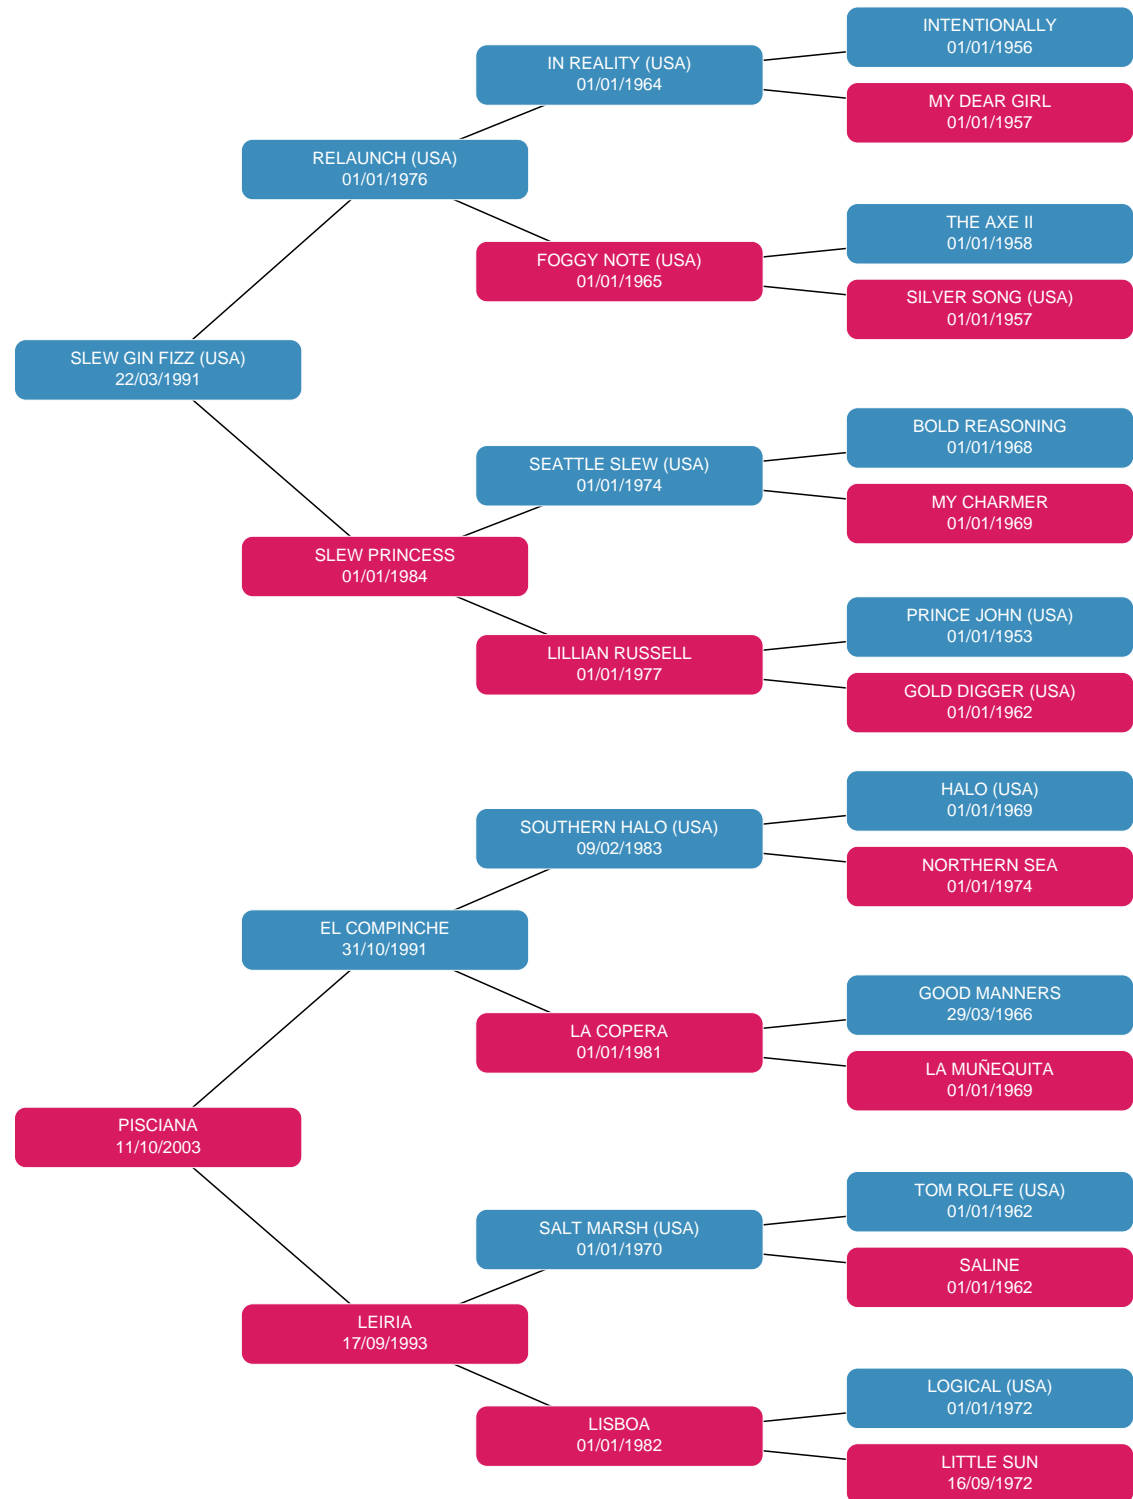 INTENTIONALLY
01/01/1956
IN REALITY (USA)
01/01/1964
MY DEAR GIRL
01/01/1957
RELAUNCH (USA)
01/01/1976
THE AXE II
01/01/1958
FOGGY NOTE (USA)
01/01/1965
SILVER SONG (USA)
01/01/1957
SLEW GIN FIZZ (USA)
22/03/1991
BOLD REASONING
01/01/1968
SEATTLE SLEW (USA)
01/01/1974
MY CHARMER
01/01/1969
SLEW PRINCESS
01/01/1984
PRINCE JOHN (USA)
01/01/1953
LILLIAN RUSSELL
01/01/1977
GOLD DIGGER (USA)
01/01/1962
HALO (USA)
01/01/1969
SOUTHERN HALO (USA)
09/02/1983
NORTHERN SEA
01/01/1974
EL COMPINCHE
31/10/1991
GOOD MANNERS
29/03/1966
LA COPERA
01/01/1981
LA MUÑEQUITA
01/01/1969
PISCIANA
11/10/2003
TOM ROLFE (USA)
01/01/1962
SALT MARSH (USA)
01/01/1970
SALINE
01/01/1962
LEIRIA
17/09/1993
LOGICAL (USA)
01/01/1972
LISBOA
01/01/1982
LITTLE SUN
16/09/1972